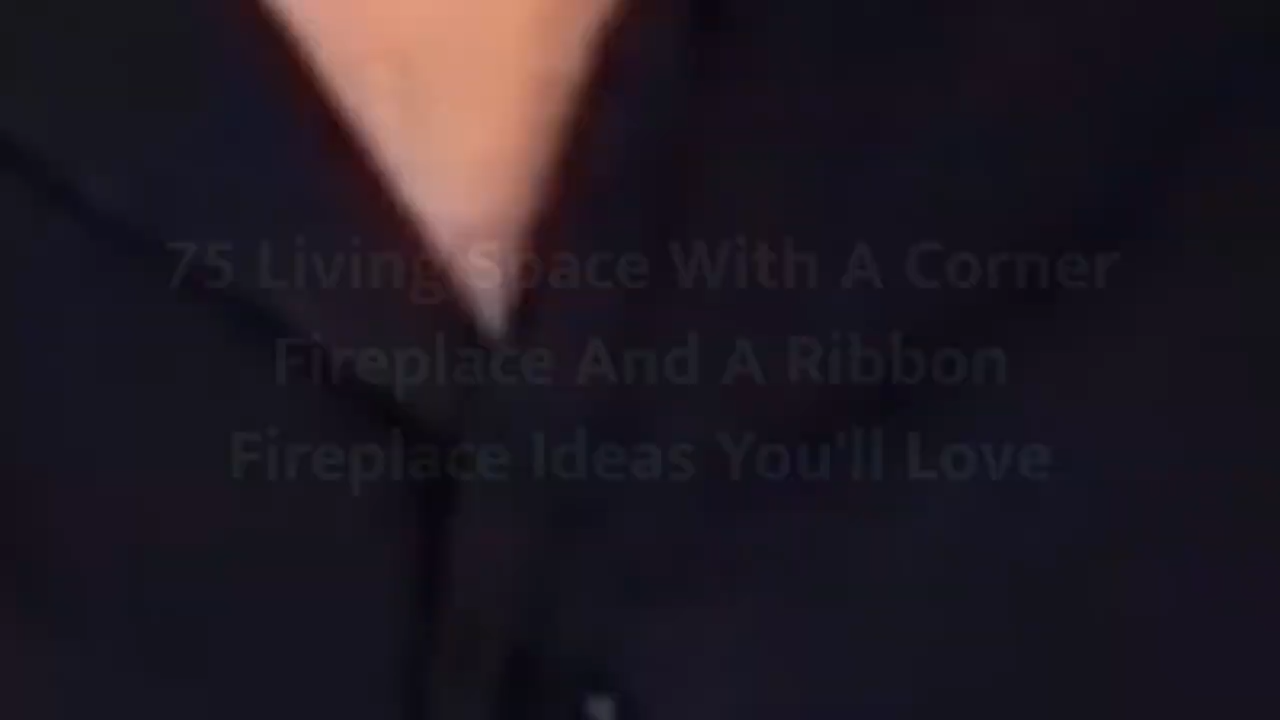 75 Living Space With A Corner
Fireplace And A Ribbon
Fireplace Ideas You'll Love